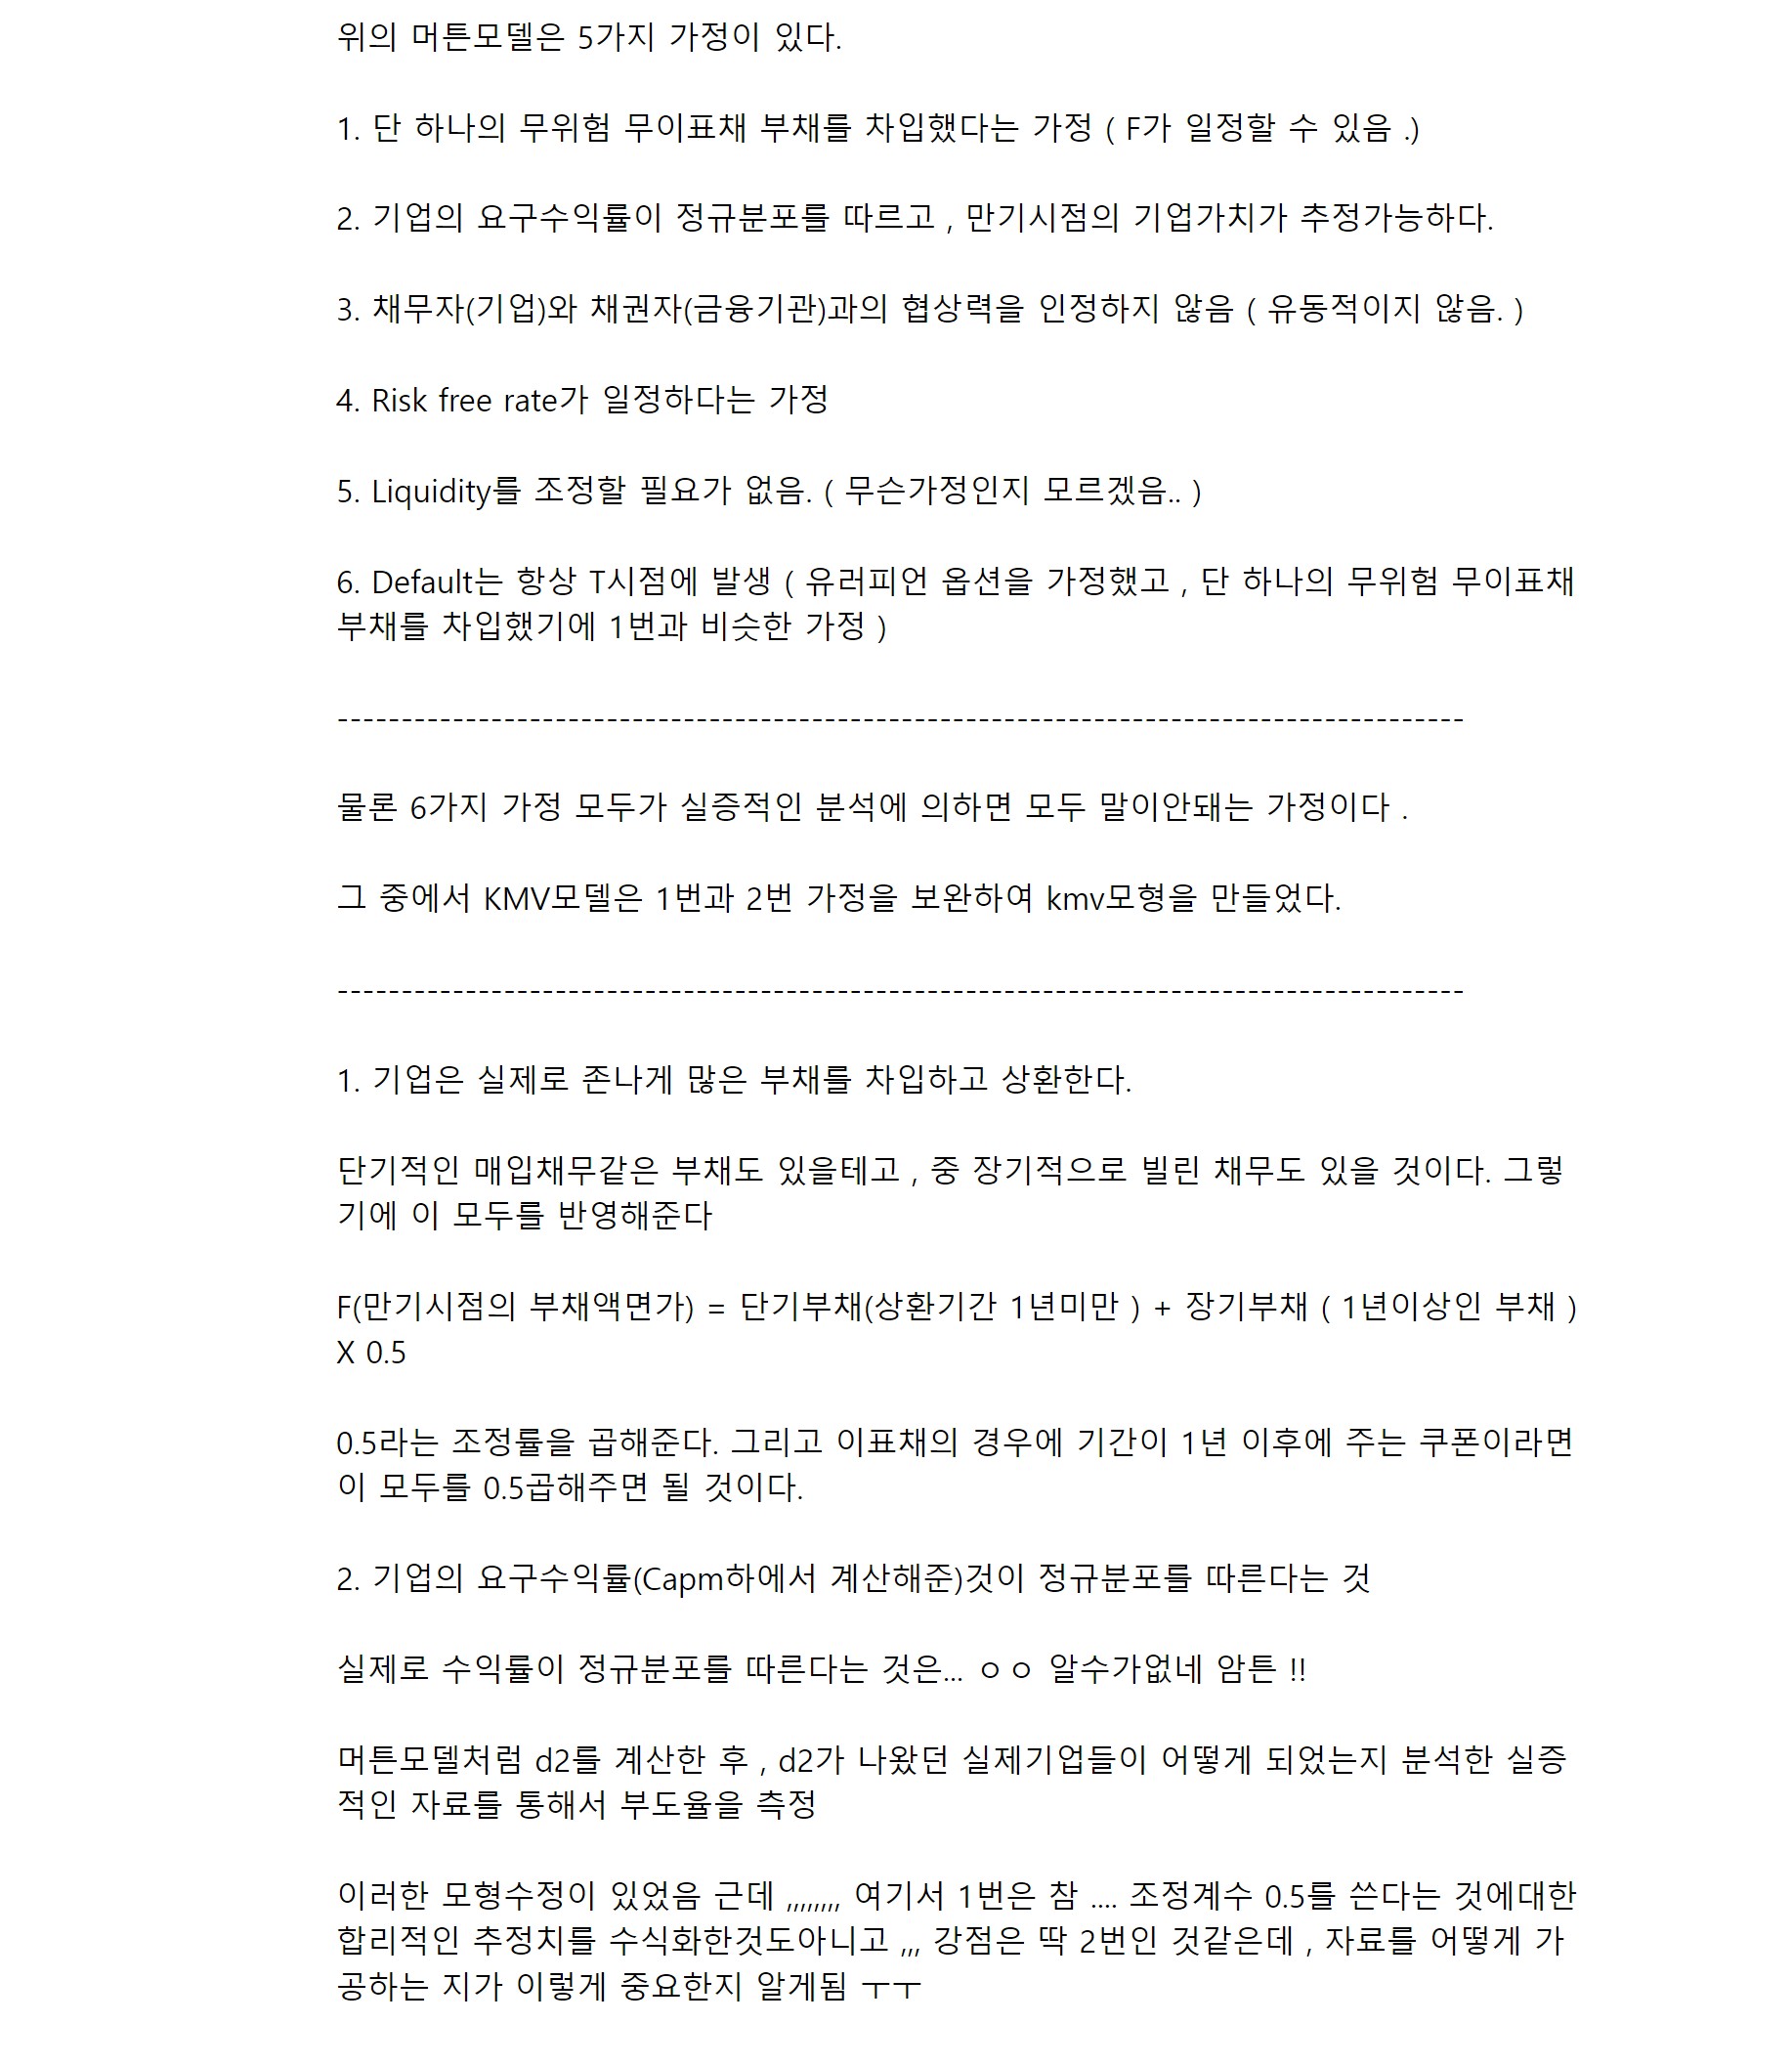 위의 머튼모델은 5가지 가정이 있다.
1. 단 하나의 무위험 무이표채 부채를 차입했다는 가정 ( F가 일정할 수 있음 .)
2. 기업의 요구수익률이 정규분포를 따르고 , 만기시점의 기업가치가 추정가능하다.
3. 채무자(기업)와 채권자(금융기관)과의 협상력을 인정하지 않음 ( 유동적이지 않음. )
4. Risk free rate가 일정하다는 가정
5. Liquidity를 조정할 필요가 없음. ( 무슨가정인지 모르겠음.. )
6. Default는 항상 T시점에 발생 ( 유러피언 옵션을 가정했고 , 단 하나의 무위험 무이표채
부채를 차입했기에 1번과 비슷한 가정 )
----------------------------------------------------------------------------------------
물론 6가지 가정 모두가 실증적인 분석에 의하면 모두 말이안돼는 가정이다 .
그 중에서 KMV모델은 1번과 2번 가정을 보완하여 kmv모형을 만들었다.
----------------------------------------------------------------------------------------
1. 기업은 실제로 존나게 많은 부채를 차입하고 상환한다.
단기적인 매입채무같은 부채도 있을테고 , 중 장기적으로 빌린 채무도 있을 것이다. 그렇
기에 이 모두를 반영해준다
F(만기시점의 부채액면가) = 단기부채(상환기간 1년미만 ) + 장기부채 ( 1년이상인 부채 )
X 0.5
0.5라는 조정률을 곱해준다. 그리고 이표채의 경우에 기간이 1년 이후에 주는 쿠폰이라면
이 모두를 0.5곱해주면 될 것이다.
2. 기업의 요구수익률(Capm하에서 계산해준)것이 정규분포를 따른다는 것
실제로 수익률이 정규분포를 따른다는 것은... ㅇㅇ 알수가없네 암튼 !!
머튼모델처럼 d2를 계산한 후 , d2가 나왔던 실제기업들이 어떻게 되었는지 분석한 실증
적인 자료를 통해서 부도율을 측정
이러한 모형수정이 있었음 근데 ,,,,,,,, 여기서 1번은 참 .... 조정계수 0.5를 쓴다는 것에대한
합리적인 추정치를 수식화한것도아니고 ,,, 강점은 딱 2번인 것같은데 , 자료를 어떻게 가
공하는 지가 이렇게 중요한지 알게됨 ㅜㅜ